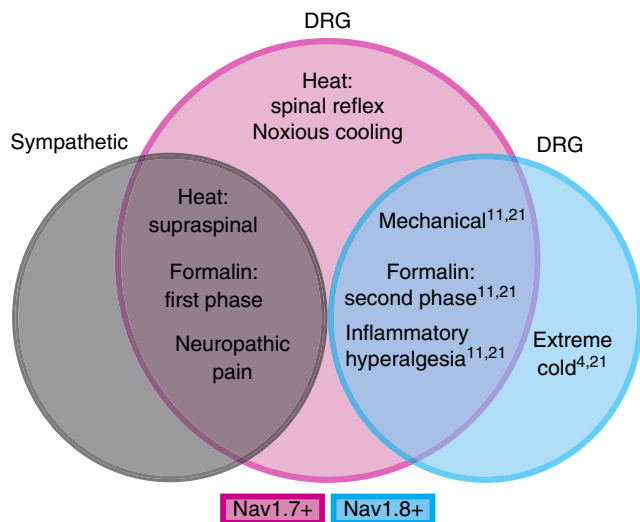 DRG
Heat:
spinal reflex
Noxious cooling
Sympathetic
DRG
Heat:
supraspinal
Mechanical11,21
Formalin:
first phase
Formalin:
second phase11,21
Neuropathic
pain
Inflammatory
hyperalgesia11,21
Extreme
cold4,21
Nav1.7+
Nav1.8+